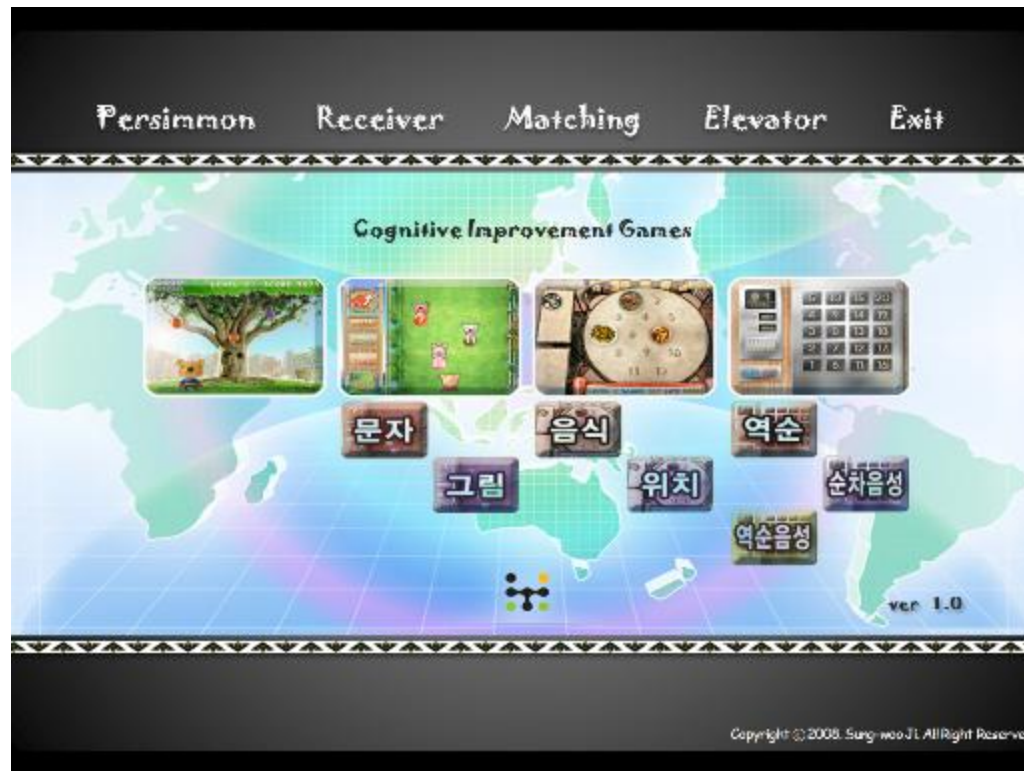 Persimmon Receiver Matching Elevator Exit
Cognitive Improvement Games
문자 음식 역순
그림 위치 순차음성
역순음성
ver 1.0
Copyright ⓒ 2008. Sung-woo Ji. All Right Reserve